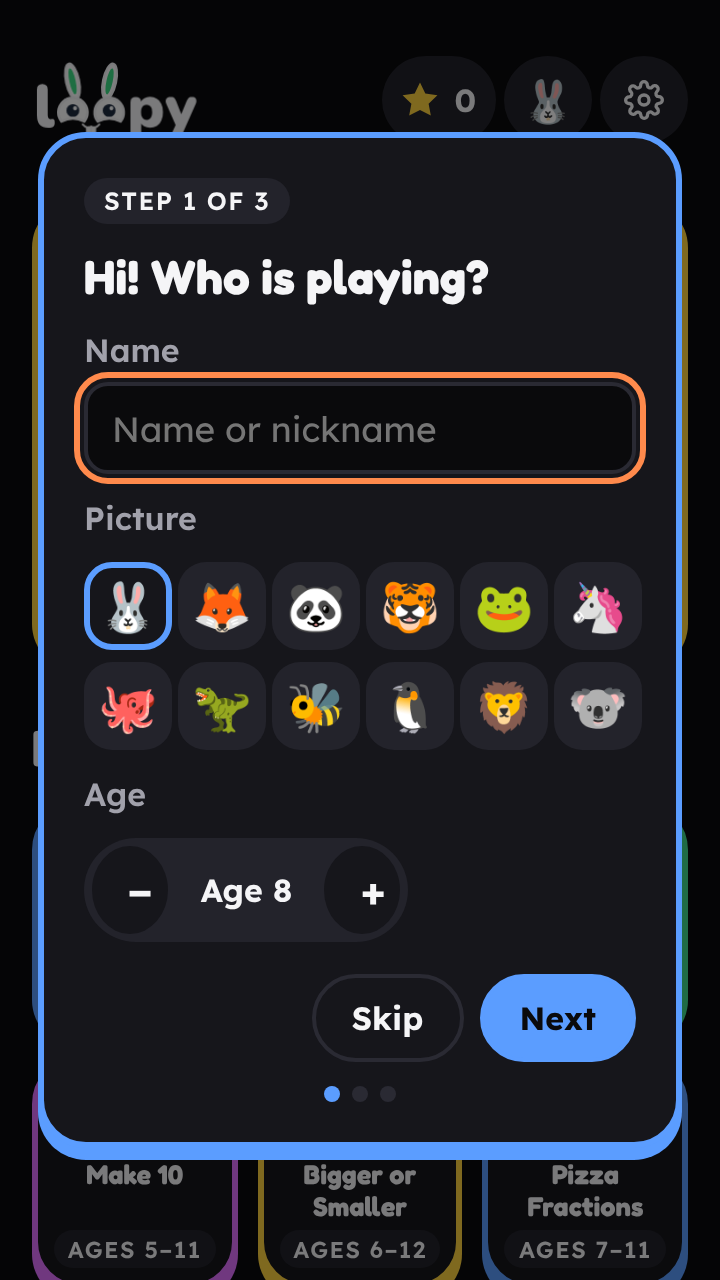 loopy
0
STEP 1 OF 3
Hi! Who is playing?
Name
Name or nickname
Picture
Age
− Age 8 +
Skip Next
Make 10
Bigger or
Smaller
Pizza
Fractions
AGES 5–11
AGES 6–12
AGES 7–11